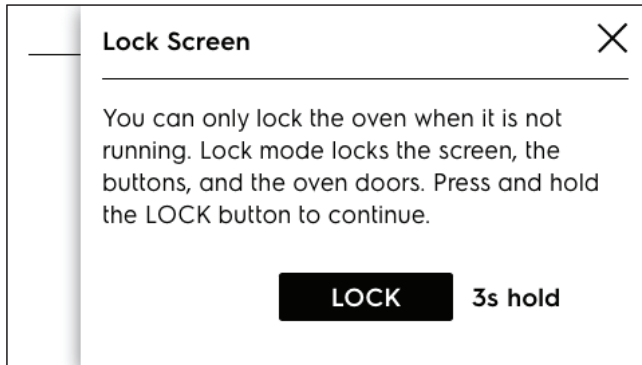 Lock Screen
You can only lock the oven when it is not
running. Lock mode locks the screen, the
buttons, and the oven doors. Press and hold
the LOCK button to continue.
LOCK 3s hold